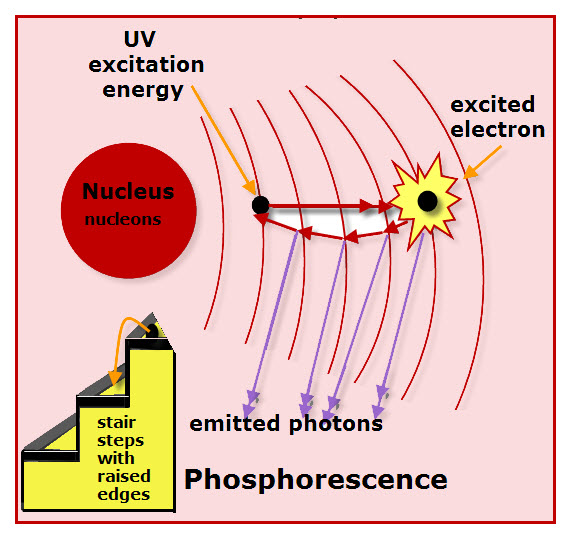 UV
excitation
energy
excited
electron
Nucleus
nucleons
stair
steps
with
raised
edges
emitted photons
Phosphorescence